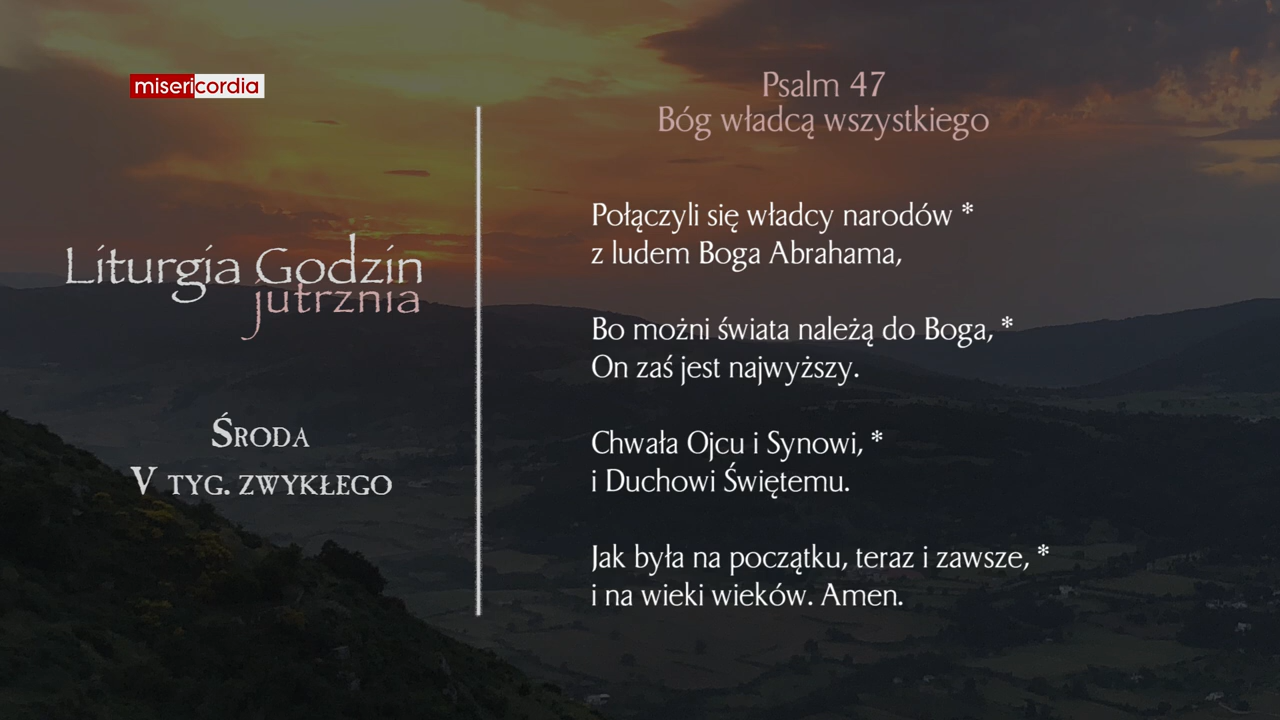 misericordia
Liturgia Godzin
jutrznia
Środa
V tyg. zwykłego
Psalm 47
Bóg władcą wszystkiego
Połączyli się władcy narodów *
z ludem Boga Abrahama,
Bo możni świata należą do Boga, *
On zaś jest najwyższy.
Chwała Ojcu i Synowi, *
i Duchowi Świętemu.
Jak była na początku, teraz i zawsze, *
i na wieki wieków. Amen.